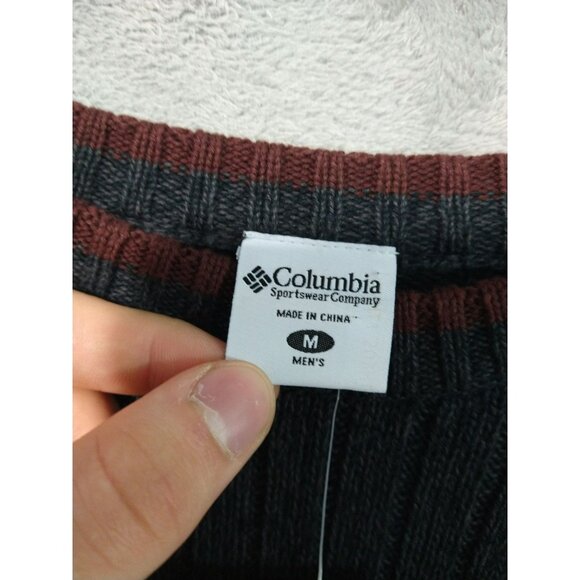 Columbia
Sportswear Company
MADE IN CHINA
M
MEN'S